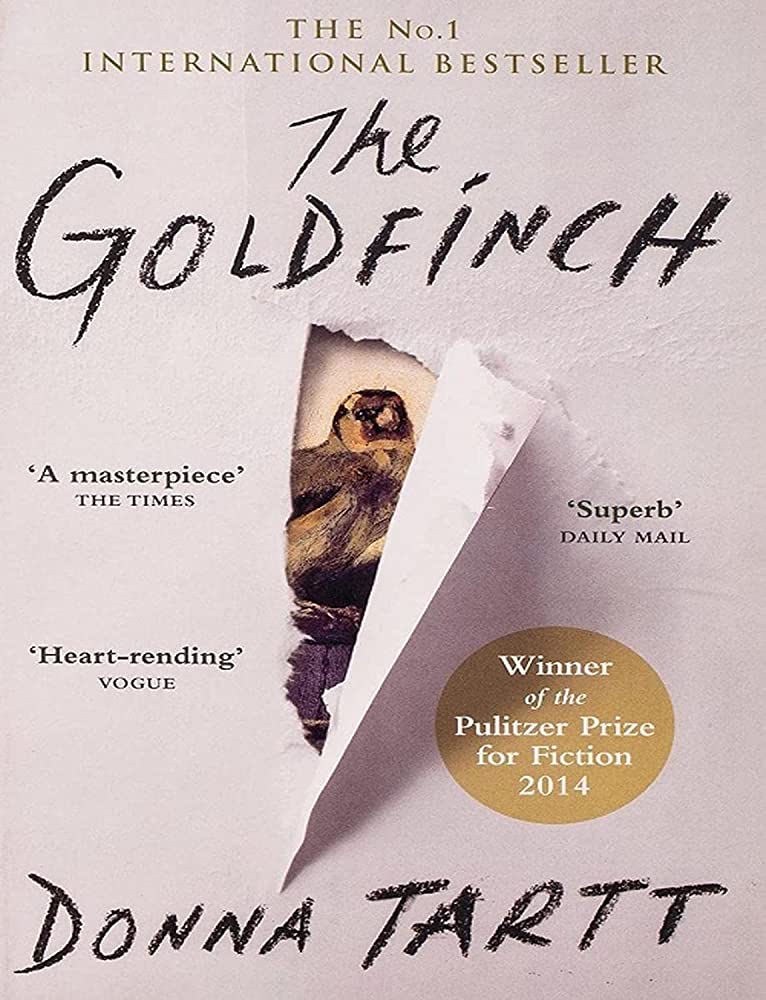 THE No.1
INTERNATIONAL BESTSELLER
The
GOLDFINCH
‘A masterpiece’
THE TIMES
‘Superb’
DAILY MAIL
‘Heart-rending’
VOGUE
Winner
of the
Pulitzer Prize
for Fiction
2014
DONNA TARTT